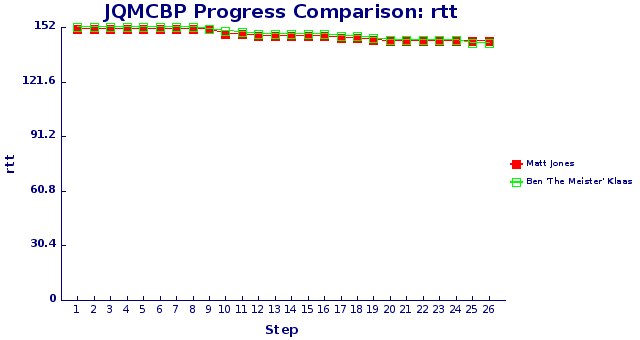 JQMCBP Progress Comparison: rtt
152
121.6
91.2
60.8
30.4
0
rtt
1 2 3 4 5 6 7 8 9 10 11 12 13 14 15 16 17 18 19 20 21 22 23 24 25 26
Step
Matt Jones
Ben 'The Meister' Klaas